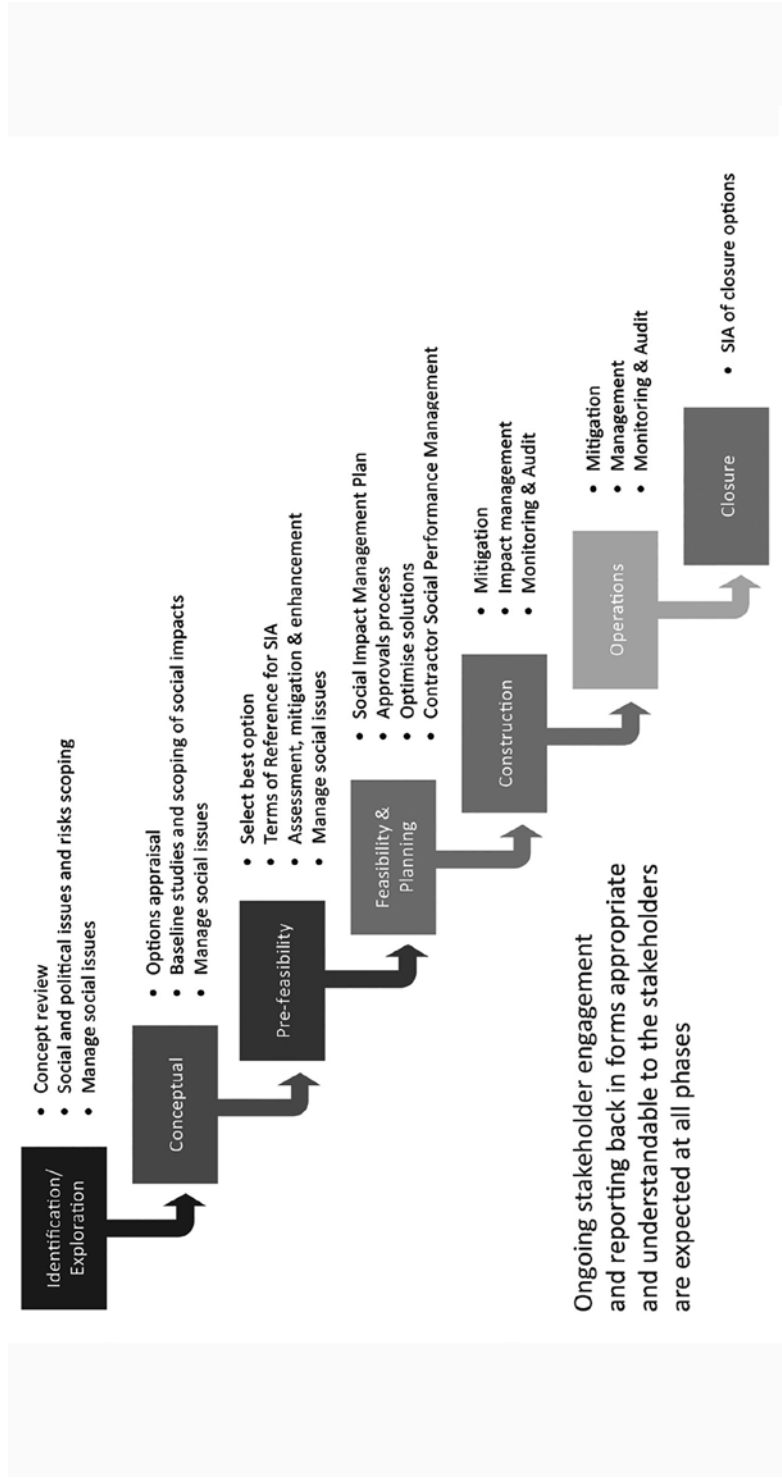 Identification/
Exploration
• Concept review
• Social and political issues and risks scoping
• Manage social issues
Conceptual
• Options appraisal
• Baseline studies and scoping of social impacts
• Manage social issues
Pre-feasibility
• Select best option
• Terms of Reference for SIA
• Assessment, mitigation & enhancement
• Manage social issues
Feasibility &
Planning
• Social Impact Management Plan
• Approvals process
• Optimise solutions
• Contractor Social Performance Management
Construction
• Mitigation
• Impact management
• Monitoring & Audit
Operations
• Mitigation
• Management
• Monitoring & Audit
Closure
• SIA of closure options
Ongoing stakeholder engagement
and reporting back in forms appropriate
and understandable to the stakeholders
are expected at all phases